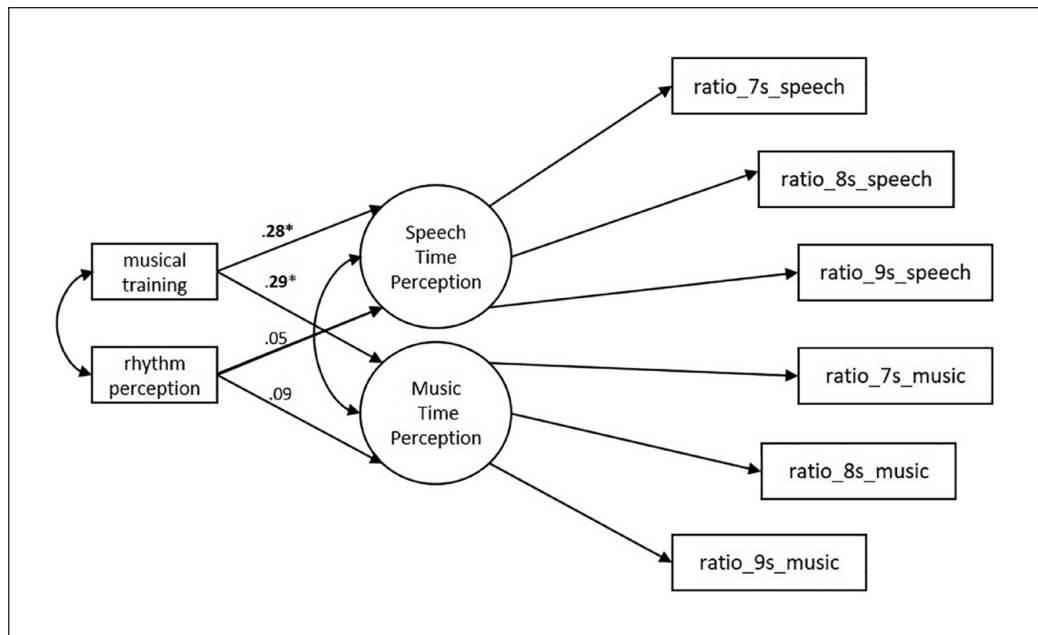 ratio_7s_speech
ratio_8s_speech
Speech
Time
Perception
.28*
musical
training
ratio_9s_speech
.29*
.05
rhythm
perception
.09
Music
Time
Perception
ratio_7s_music
ratio_8s_music
ratio_9s_music